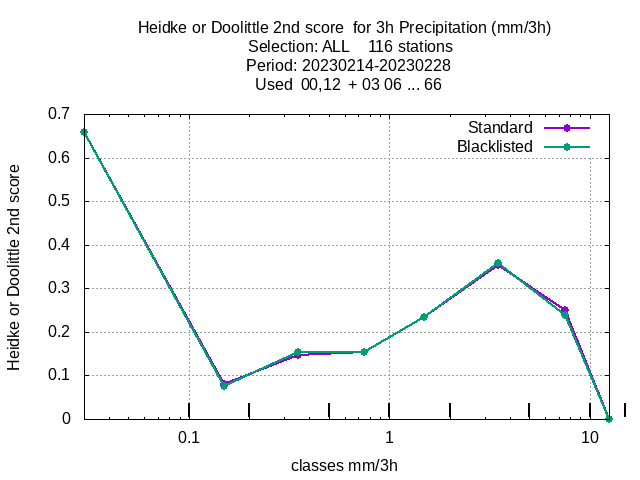 Heidke or Doolittle 2nd score  for 3h Precipitation (mm/3h)
Selection: ALL    116 stations
Period: 20230214-20230228
Used  00,12  + 03 06 ... 66
Standard
Blacklisted
0.7
0.6
0.5
0.4
0.3
0.2
0.1
0
Heidke or Doolittle 2nd score
0.1
1
10
classes mm/3h